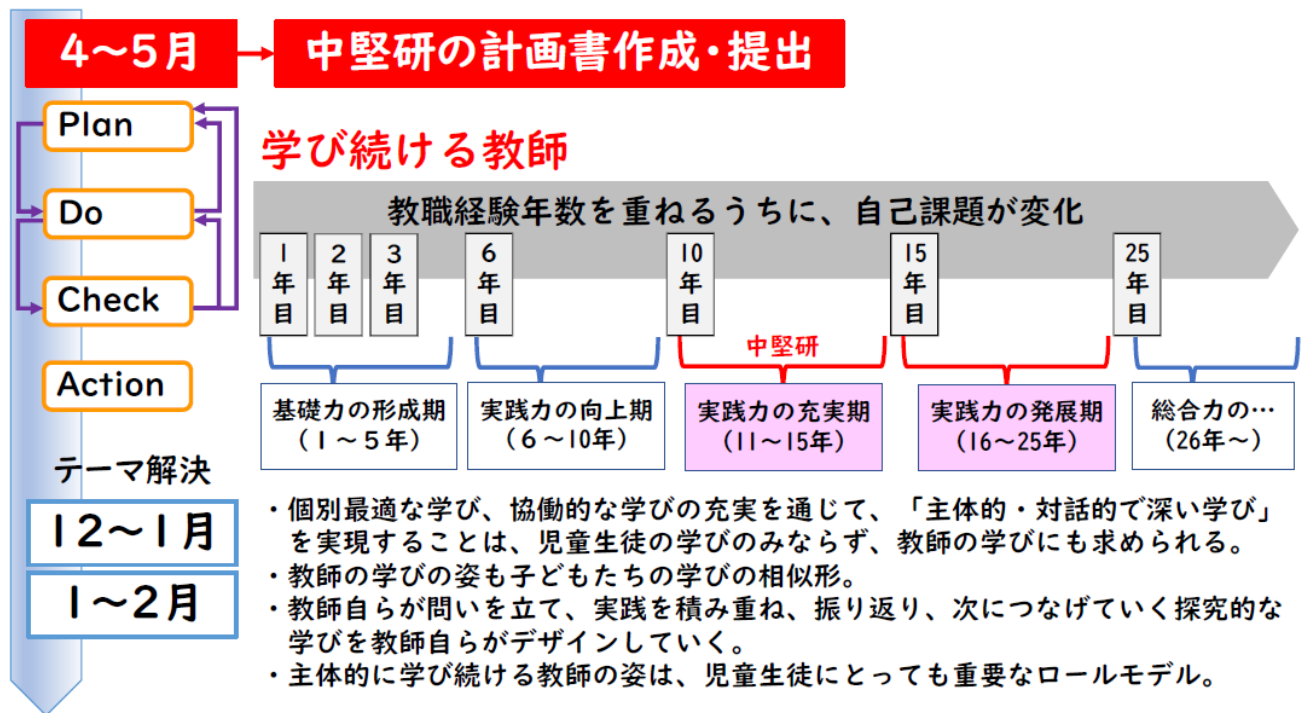 4～5月
中堅研の計画書作成・提出
Plan
Do
Check
Action
テーマ解決
12～1月
1～2月
学び続ける教師
教職経験年数を重ねるうちに、自己課題が変化
1年目
2年目
3年目
6年目
10年目
15年目
25年目
中堅研
基礎力の形成期
（1～5年）
実践力の向上期
（6～10年）
実践力の充実期
（11～15年）
実践力の発展期
（16～25年）
総合力の…
（26年～）
・個別最適な学び、協働的な学びの充実を通じて、「主体的・対話的で深い学び」
を実現することは、児童生徒の学びのみならず、教師の学びにも求められる。
・教師の学びの姿も子どもたちの学びの相似形。
・教師自らが問いを立て、実践を積み重ね、振り返り、次につなげていく探究的な
学びを教師自らがデザインしていく。
・主体的に学び続ける教師の姿は、児童生徒にとっても重要なロールモデル。